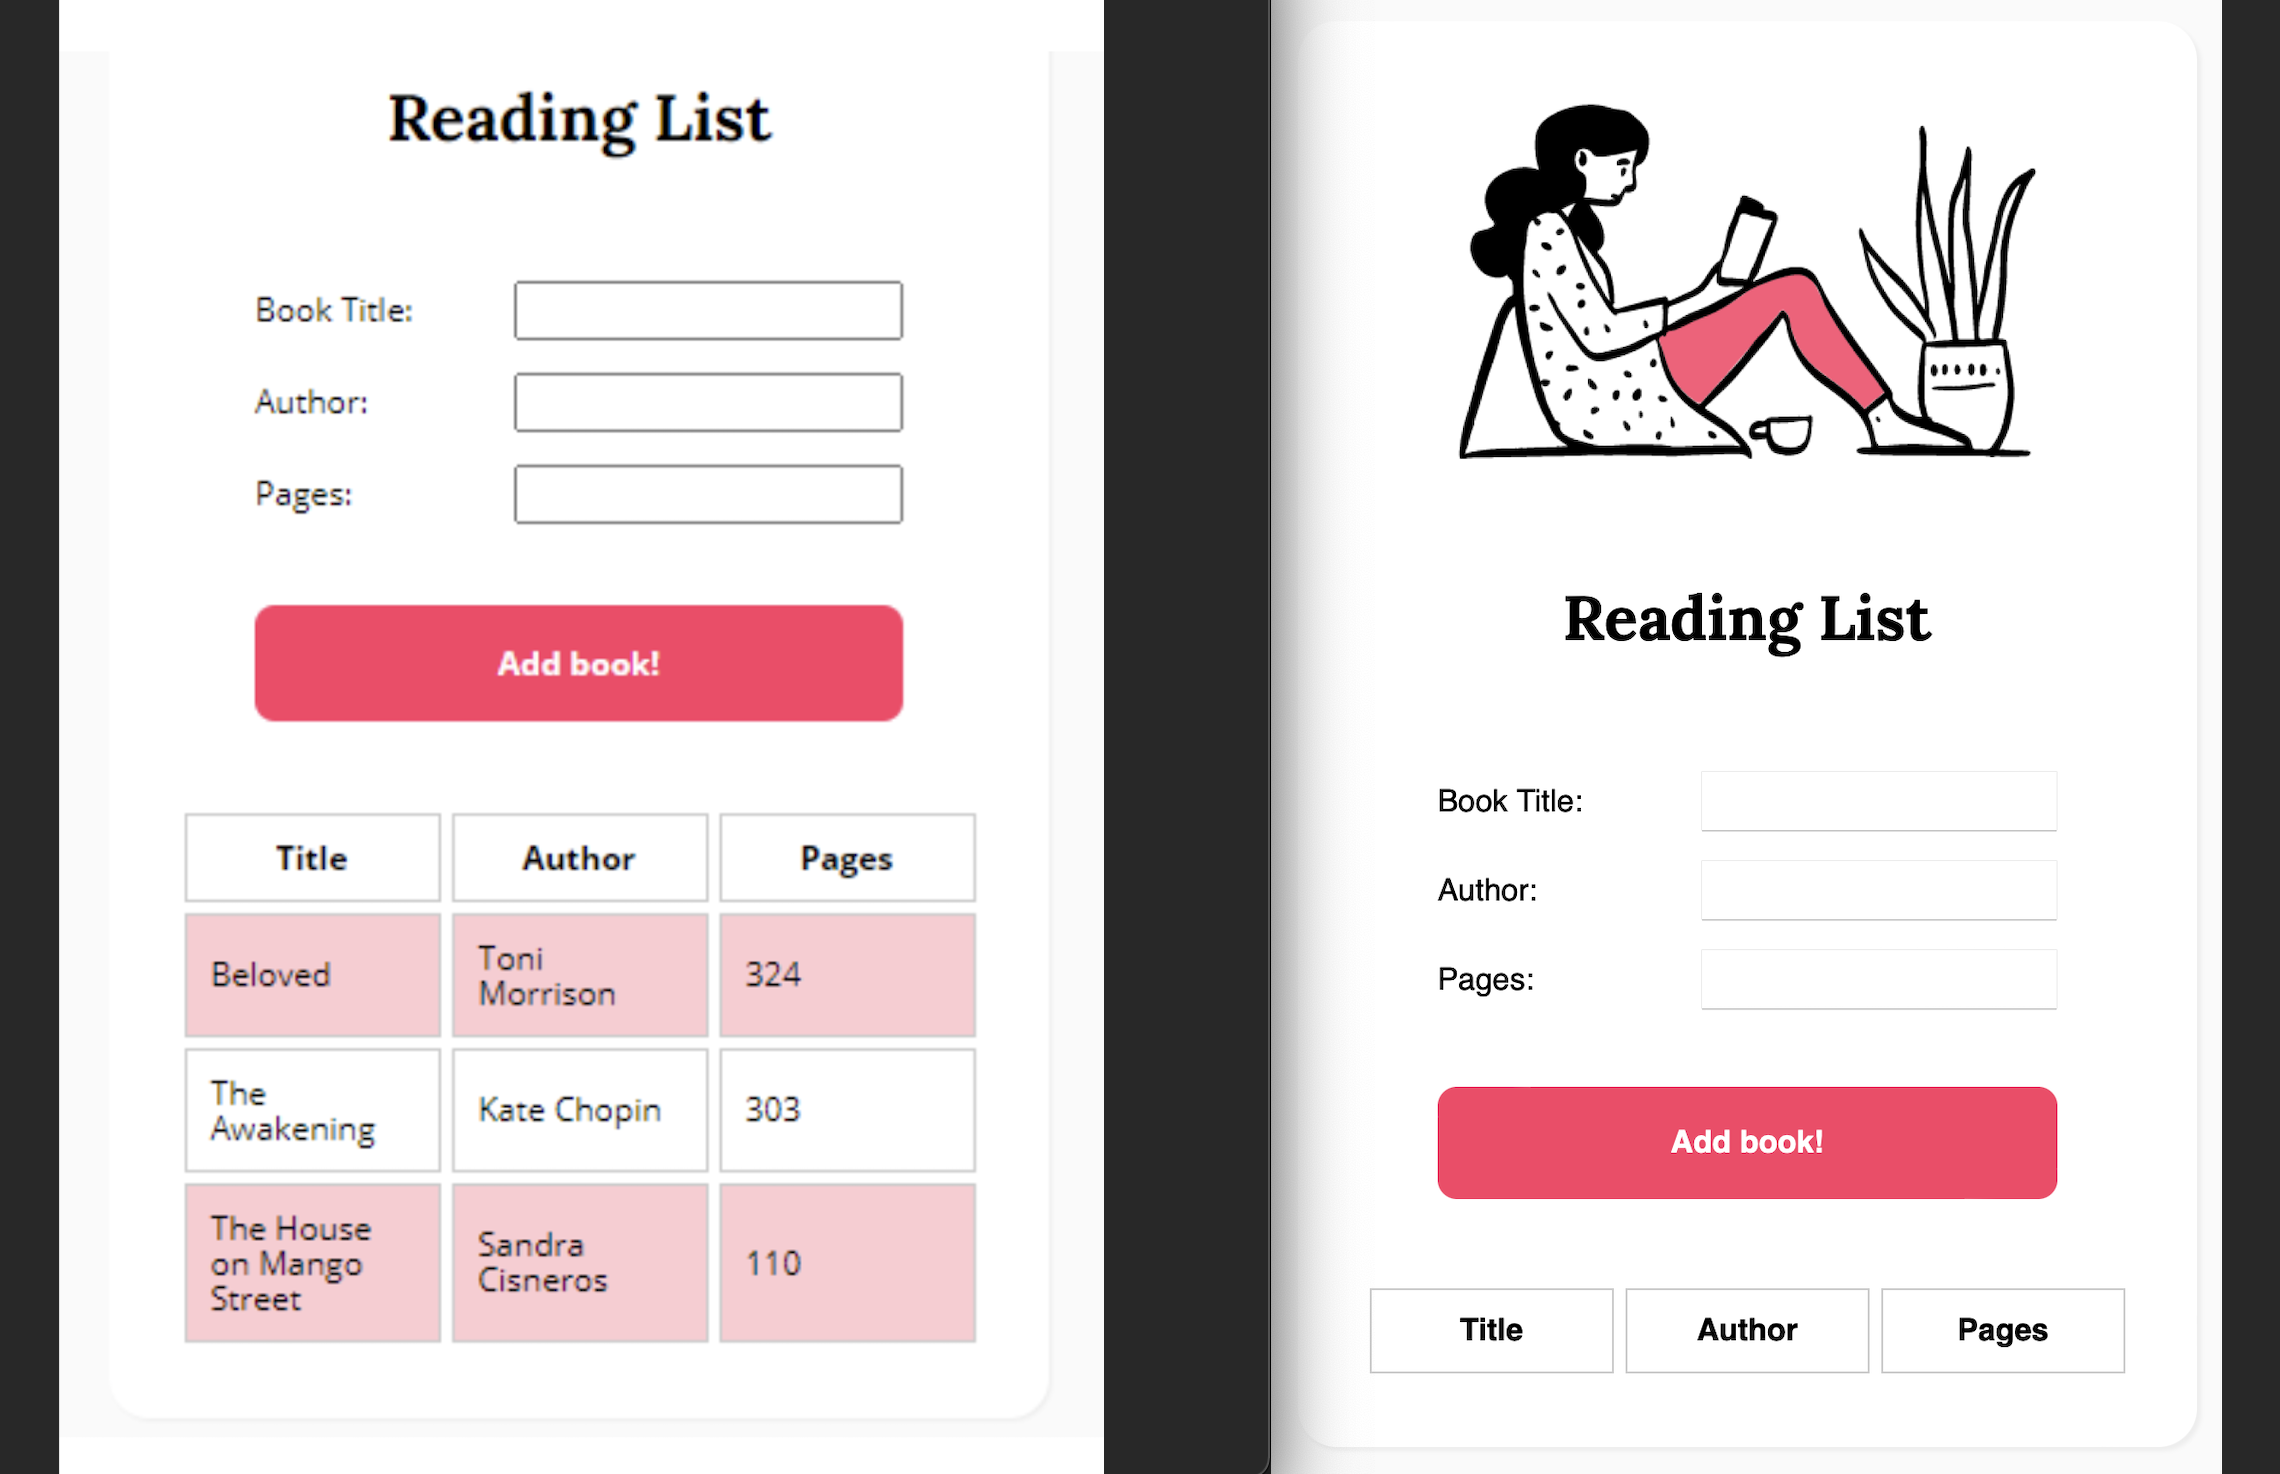 Reading List
Book Title:
Author:
Pages:
Add book!
Title Author Pages
Beloved Toni Morrison 324
The Awakening Kate Chopin 303
The House on Mango Street Sandra Cisneros 110
Reading List
Book Title:
Author:
Pages:
Add book!
Title Author Pages